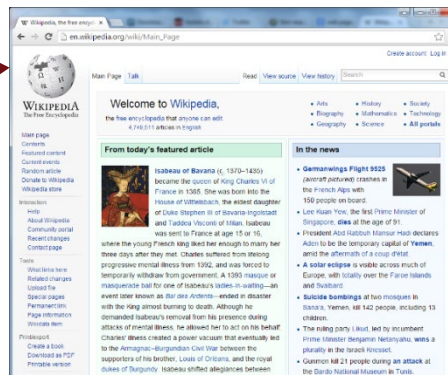 Wikipedia, the free encyc
en.wikipedia.org/wiki/Main_Page
Create account Log in
Main Page Talk
Read View source View history Search
WIKIPEDIA
The Free Encyclopedia
Main page
Contents
Featured content
Current events
Random article
Donate to Wikipedia
Wikipedia store
Interaction
Help
About Wikipedia
Community portal
Recent changes
Contact page
Tools
What links here
Related changes
Upload file
Special pages
Permanent link
Page information
Wikidata item
Print/export
Create a book
Download as PDF
Printable version
Welcome to Wikipedia,
the free encyclopedia that anyone can edit.
articles in English
• Arts
• Biography
• Geography
• History
• Mathematics
• Science
• Society
• Technology
• All portals
From today's featured article
Isabeau of Bavaria (c. 1370–1435)
became the queen of King Charles VI of
France in 1385. She was born into the
House of Wittelsbach, the eldest daughter
of Duke Stephen III of Bavaria-Ingolstadt
and Taddea Visconti of Milan. Isabeau
was sent to France at age 15 or 16,
where the young French king liked her enough to marry her
three days after they met. Charles suffered from lifelong
progressive mental illness from 1392, and was forced to
temporarily withdraw from government. A 1393 masque or
masquerade ball for one of Isabeau's ladies-in-waiting—an
event later known as Bal des Ardents—ended in disaster
with the King almost burning to death. Although he
demanded Isabeau's removal from his presence during
attacks of mental illness, he allowed her to act on his behalf.
Charles' illness created a power vacuum that eventually led
to the Armagnac–Burgundian Civil War between the
supporters of his brother, Louis of Orléans, and the royal
dukes of Burgundy. Isabeau shifted allegiances between
In the news
• Germanwings Flight 9525
(aircraft pictured) crashes in
the French Alps with
150 people on board.
• Lee Kuan Yew, the first Prime Minister of
Singapore, dies at the age of 91.
• President Abd Rabbuh Mansur Hadi declares
Aden to be the temporary capital of Yemen,
amid the aftermath of a coup d'état.
• A solar eclipse is visible across much of
Europe, with totality over the Faroe Islands
and Svalbard.
• Suicide bombings at two mosques in
Sana'a, Yemen, kill 142 people, including 13
children.
• The ruling party Likud, led by incumbent
Prime Minister Benjamin Netanyahu, wins a
plurality in the Israeli Knesset.
• Gunmen kill 21 people during an attack at
the Bardo National Museum in Tunis.